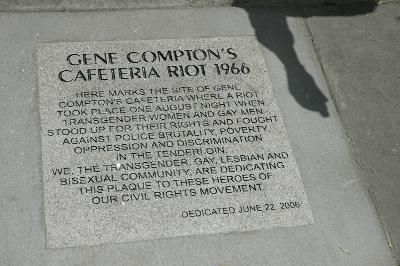 GENE COMPTON'S
CAFETERIA RIOT 1966
HERE MARKS THE SITE OF GENE
COMPTON'S CAFETERIA WHERE A RIOT
TOOK PLACE ONE AUGUST NIGHT WHEN
TRANSGENDER WOMEN AND GAY MEN
STOOD UP FOR THEIR RIGHTS AND FOUGHT
AGAINST POLICE BRUTALITY, POVERTY,
OPPRESSION AND DISCRIMINATION
IN THE TENDERLOIN.
WE, THE TRANSGENDER, GAY, LESBIAN AND
BISEXUAL COMMUNITY, ARE DEDICATING
THIS PLAQUE TO THESE HEROES OF
OUR CIVIL RIGHTS MOVEMENT.
DEDICATED JUNE 22, 2006